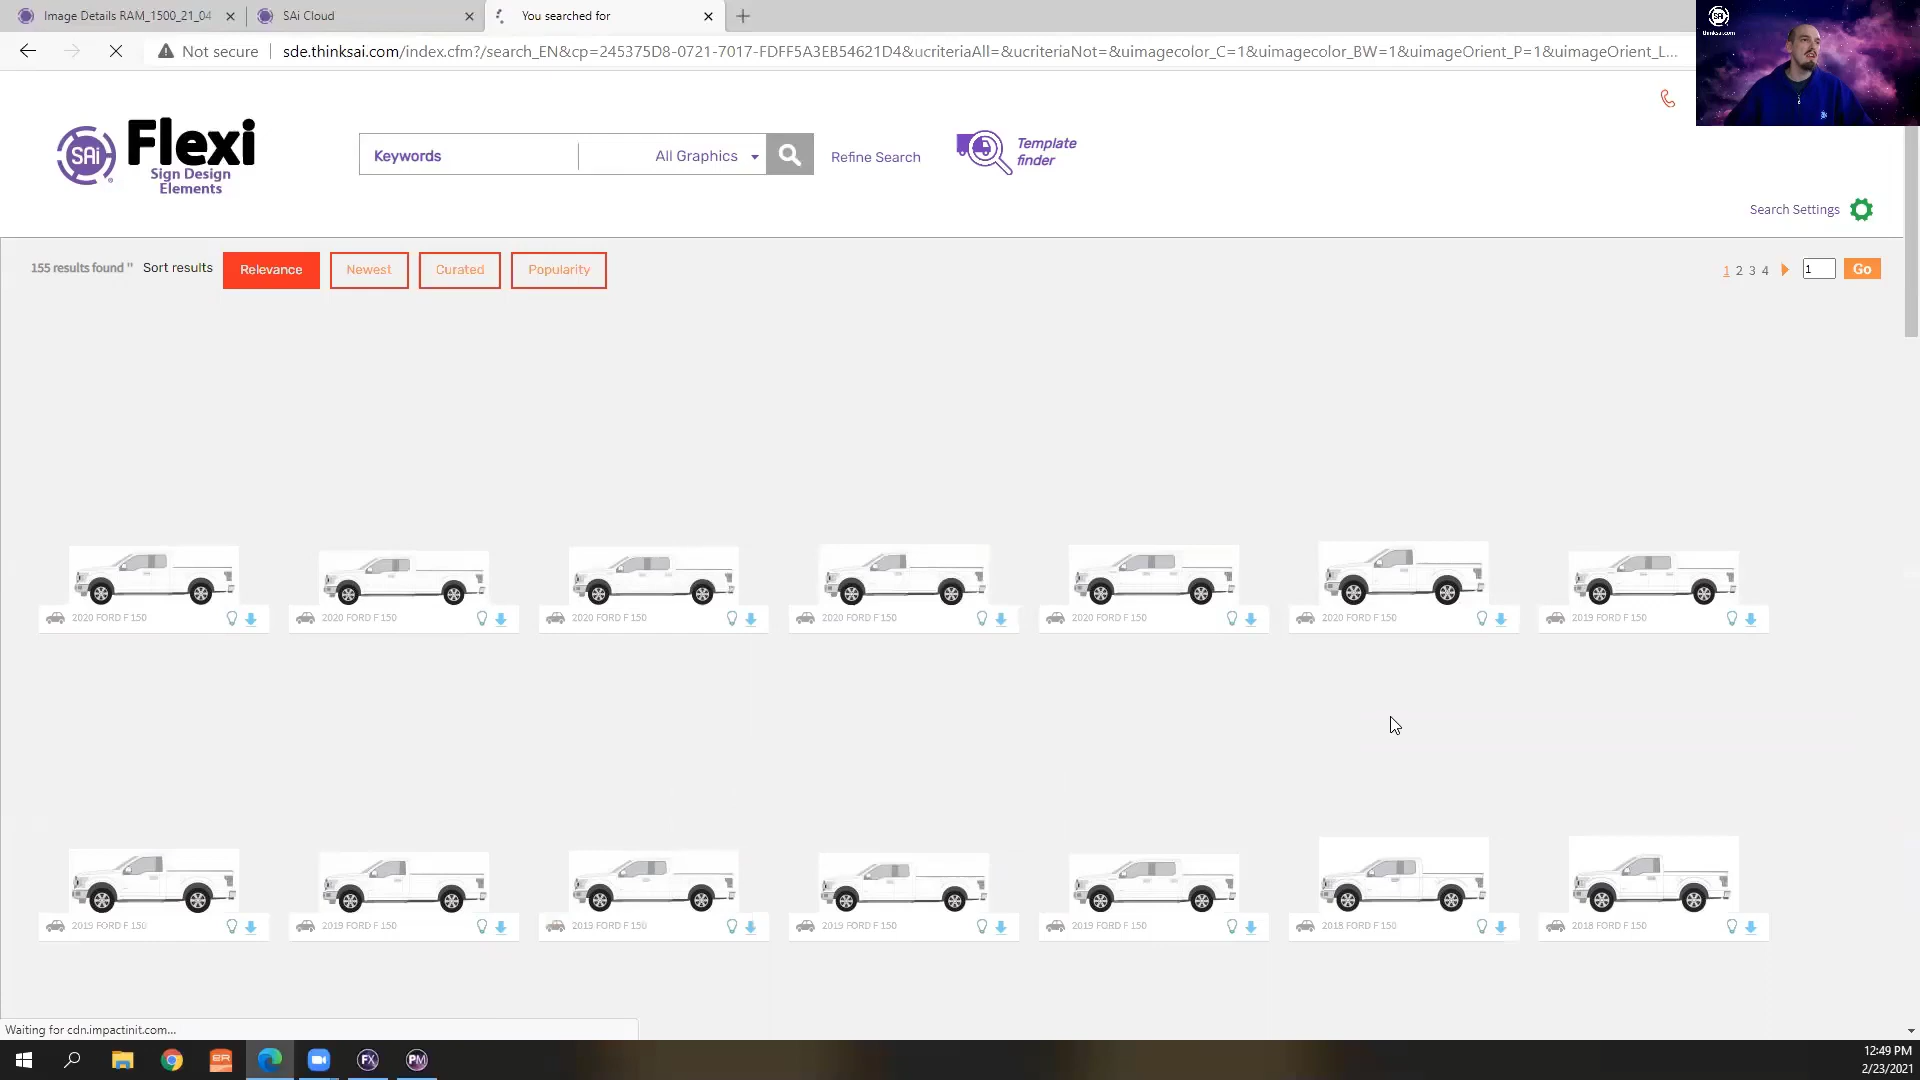 Image Details RAM_1500_21_04
SAi Cloud
You searched for
Not secure
sde.thinksai.com/index.cfm?/search_EN&cp=245375D8-0721-7017-FDFF5A3EB54621D4&ucriteriaAll=&ucriteriaNot=&uimagecolor_C=1&uimagecolor_BW=1&uimageOrient_P=1&uimageOrient_L...
SAi
thinksai.com
SAi
Flexi
Sign Design
Elements
Keywords
All Graphics
Refine Search
Template
finder
Search Settings
155 results found ''
Sort results
Relevance
Newest
Curated
Popularity
1 2 3 4
1
Go
2020 FORD F 150
2020 FORD F 150
2020 FORD F 150
2020 FORD F 150
2020 FORD F 150
2020 FORD F 150
2019 FORD F 150
2019 FORD F 150
2019 FORD F 150
2019 FORD F 150
2019 FORD F 150
2019 FORD F 150
2018 FORD F 150
2018 FORD F 150
Waiting for cdn.impactinit.com...
FX
PM
12:49 PM
2/23/2021